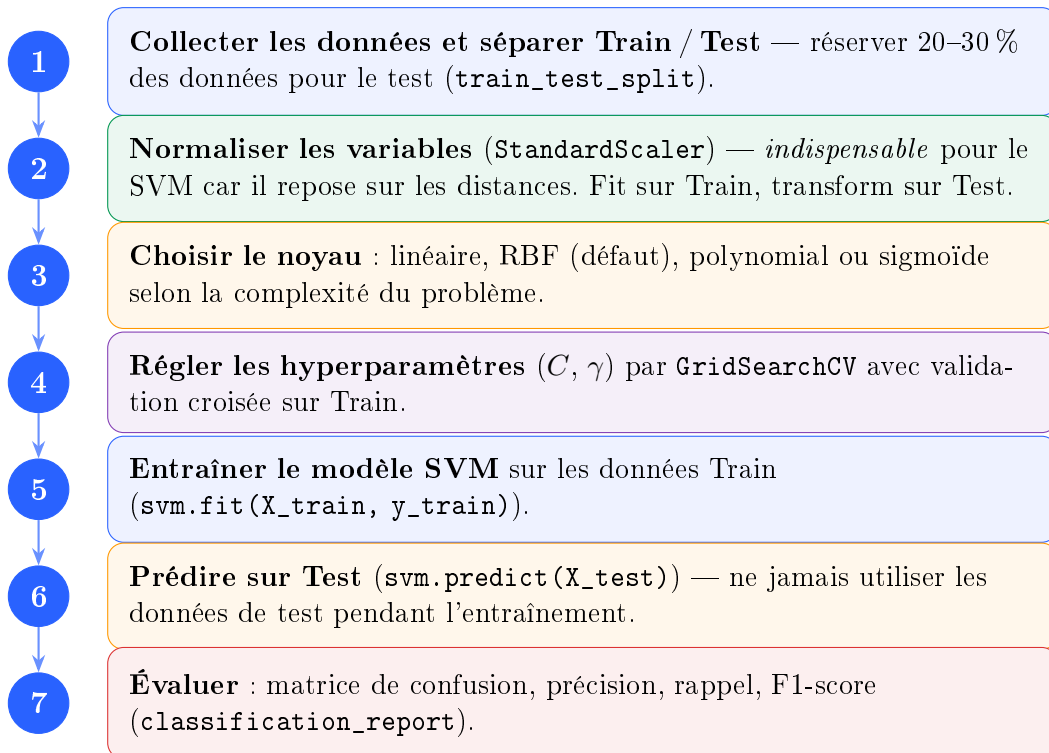 1
Collecter les données et séparer Train / Test — réserver 20–30 %
des données pour le test (train_test_split).
2
Normaliser les variables (StandardScaler) — indispensable pour le
SVM car il repose sur les distances. Fit sur Train, transform sur Test.
3
Choisir le noyau : linéaire, RBF (défaut), polynomial ou sigmoïde
selon la complexité du problème.
4
Régler les hyperparamètres (C, γ) par GridSearchCV avec valida-
tion croisée sur Train.
5
Entraîner le modèle SVM sur les données Train
(svm.fit(X_train, y_train)).
6
Prédire sur Test (svm.predict(X_test)) — ne jamais utiliser les
données de test pendant l'entraînement.
7
Évaluer : matrice de confusion, précision, rappel, F1-score
(classification_report).